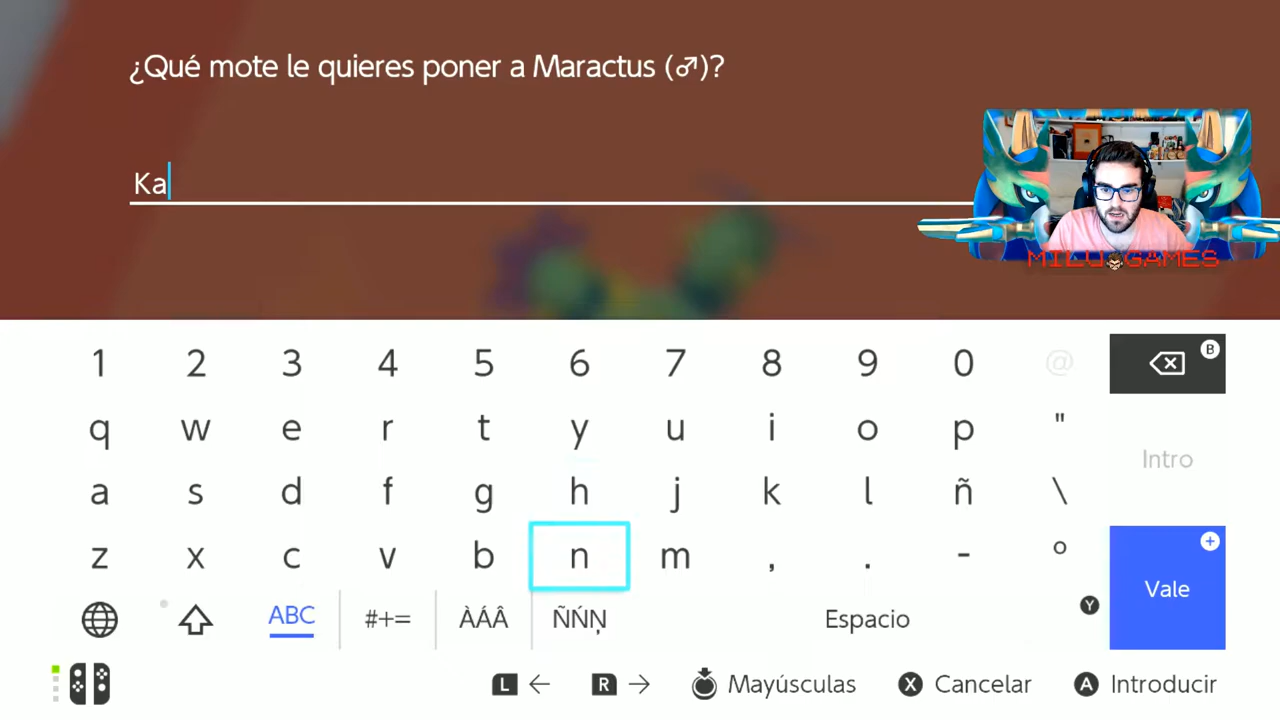 ¿Qué mote le quieres poner a Maractus (♂)?
Ka
MILU GAMES
1 2 3 4 5 6 7 8 9 0 @
B
q w e r t y u i o p "
Intro
a s d f g h j k l ñ \
z x c v b n m , . - º
+
Vale
ABC #+= ÀÁÂ ÑŃŅ Y Espacio
L ← R → Mayúsculas X Cancelar A Introducir